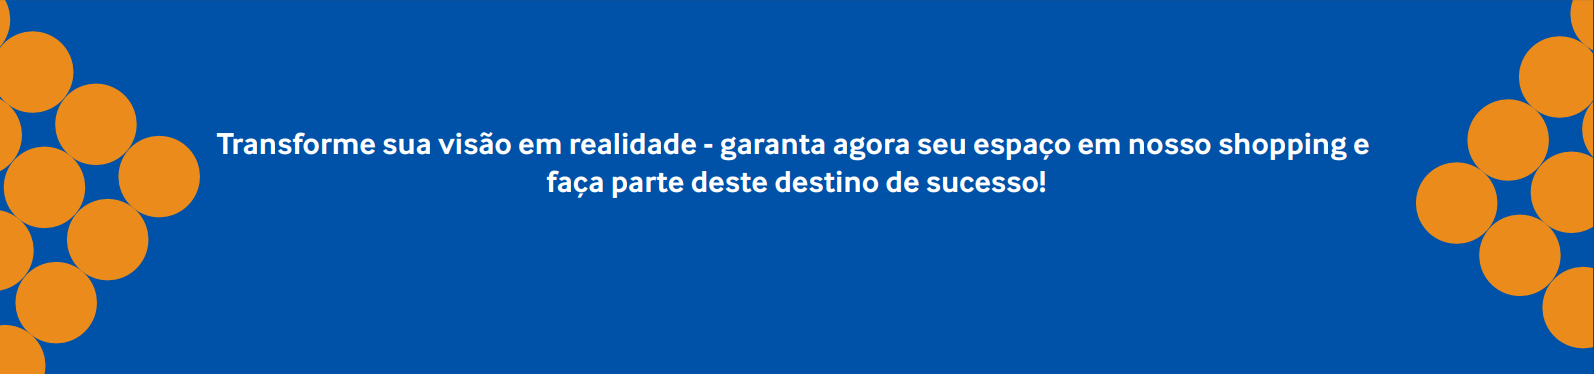 Transforme sua visão em realidade - garanta agora seu espaço em nosso shopping e
faça parte deste destino de sucesso!